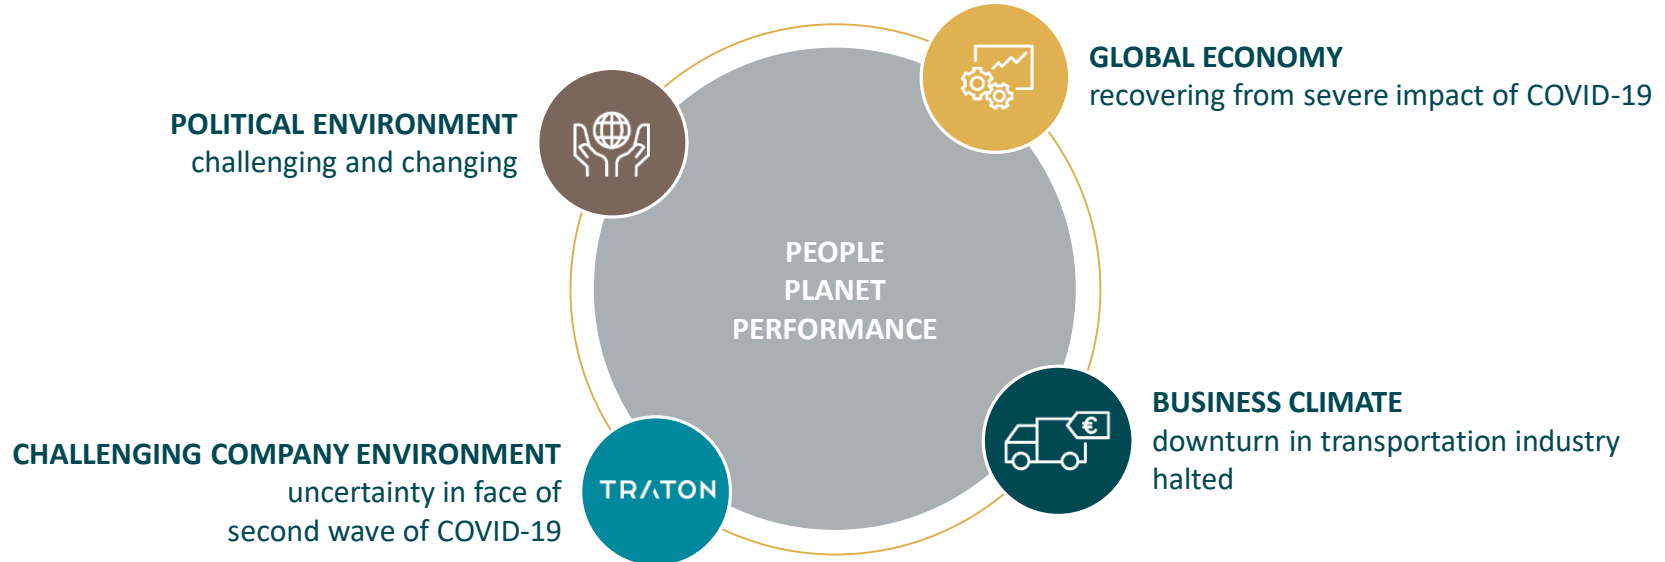 GLOBAL ECONOMY
recovering from severe impact of COVID-19
POLITICAL ENVIRONMENT
challenging and changing
PEOPLE
PLANET
PERFORMANCE
BUSINESS CLIMATE
downturn in transportation industry
halted
€
CHALLENGING COMPANY ENVIRONMENT
uncertainty in face of
second wave of COVID-19
TRATON